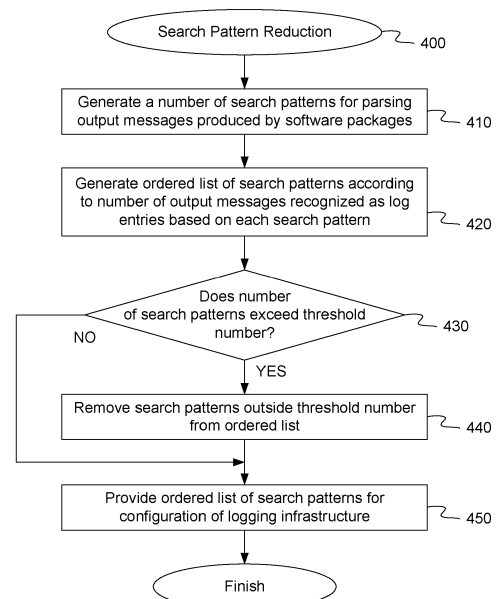 Search Pattern Reduction
400
Generate a number of search patterns for parsing
output messages produced by software packages
410
Generate ordered list of search patterns according
to number of output messages recognized as log
entries based on each search pattern
420
Does number
of search patterns exceed threshold
number?
430
NO
YES
Remove search patterns outside threshold number
from ordered list
440
Provide ordered list of search patterns for
configuration of logging infrastructure
450
Finish